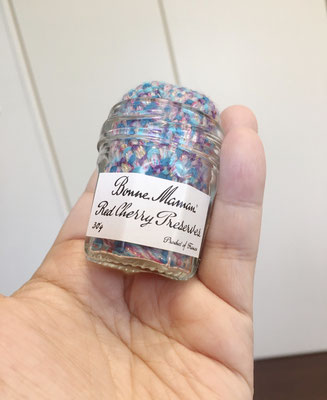 Bonne Maman
Red Cherry Preserves
30g
Product of France